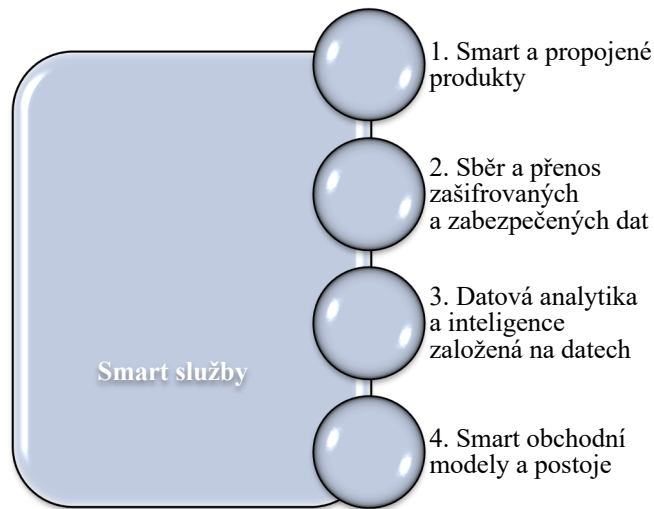 1. Smart a propojené
produkty
2. Sběr a přenos
zašifrovaných
a zabezpečených dat
3. Datová analytika
a inteligence
založená na datech
Smart služby
4. Smart obchodní
modely a postoje